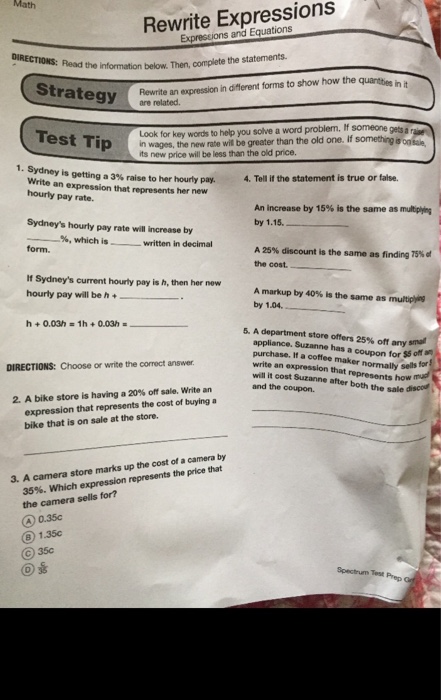 Math
Rewrite Expressions
Expressions and Equations
DIRECTIONS: Read the information below. Then, complete the statements.
Strategy
Rewrite an expression in different forms to show how the quantities in it
are related.
Test Tip
Look for key words to help you solve a word problem. If someone gets a raise
in wages, the new rate will be greater than the old one. If something is on sale,
its new price will be less than the old price.
1. Sydney is getting a 3% raise to her hourly pay.
Write an expression that represents her new
hourly pay rate.
Sydney's hourly pay rate will increase by
____%, which is ____ written in decimal
form.
If Sydney's current hourly pay is h, then her new
hourly pay will be h + ____.
h + 0.03h = 1h + 0.03h = ____
DIRECTIONS: Choose or write the correct answer.
2. A bike store is having a 20% off sale. Write an
expression that represents the cost of buying a
bike that is on sale at the store.
3. A camera store marks up the cost of a camera by
35%. Which expression represents the price that
the camera sells for?
A 0.35c
B 1.35c
C 35c
D c/35
4. Tell if the statement is true or false.
An increase by 15% is the same as multiplying
by 1.15. ____
A 25% discount is the same as finding 75% of
the cost. ____
A markup by 40% is the same as multiplying
by 1.04. ____
5. A department store offers 25% off any small
appliance. Suzanne has a coupon for $5 off an
purchase. If a coffee maker normally sells for
write an expression that represents how much
will it cost Suzanne after both the sale
and the coupon.
Spectrum Test Prep